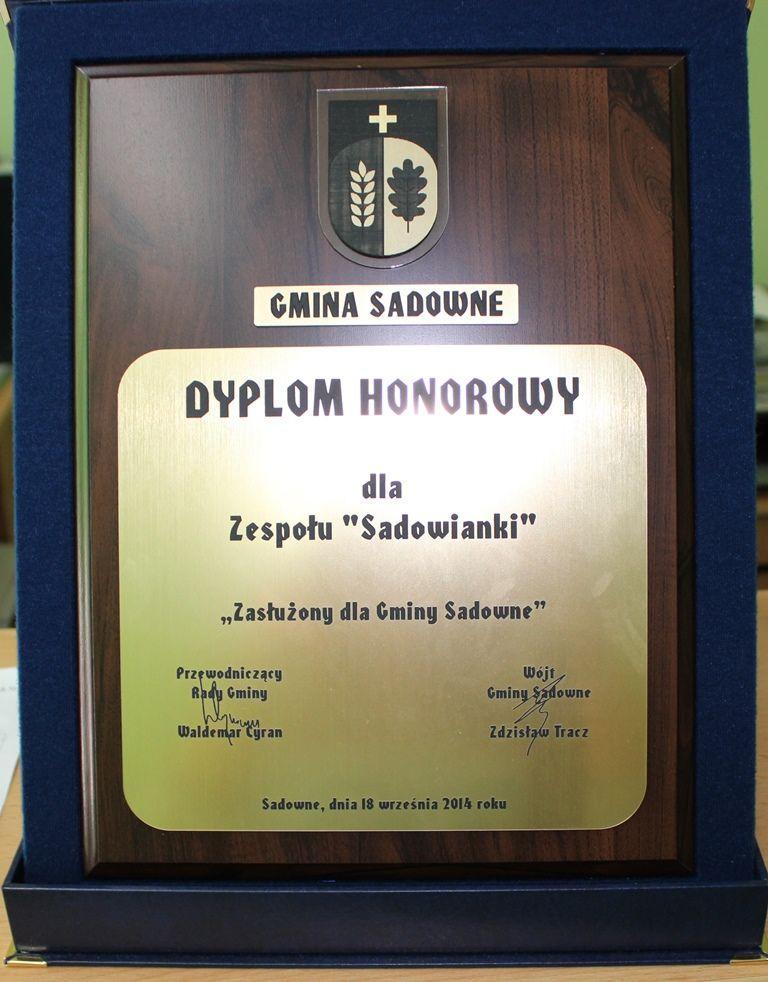 GMINA SADOWNE
DYPLOM HONOROWY
dla
Zespołu "Sadowianki"
„Zasłużony dla Gminy Sadowne”
Przewodniczący
Rady Gminy
Waldemar Cyran
Wójt
Gminy Sadowne
Zdzisław Tracz
Sadowne, dnia 18 września 2014 roku